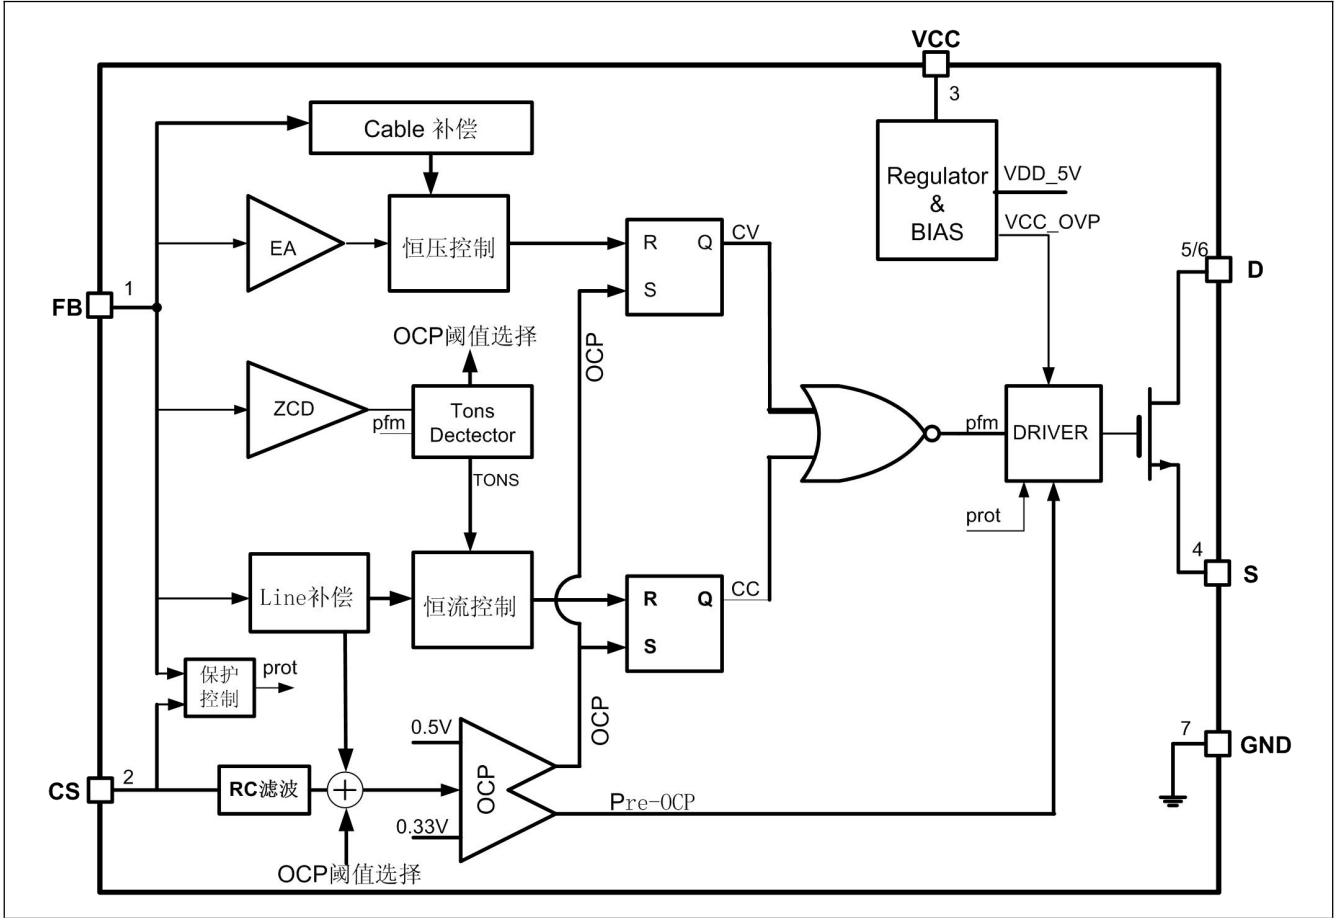 VCC
3
Cable 补偿
Regulator
&
BIAS
VDD_5V
VCC_OVP
EA
恒压控制
R Q
S
CV
5/6
D
FB
1
OCP阈值选择
OCP
ZCD
pfm
Tons
Dectector
TONS
pfm
DRIVER
prot
4
S
Line补偿
恒流控制
R Q
S
CC
保护
控制
prot
OCP
0.5V
7
GND
CS
2
RC滤波
+
OCP
Pre-OCP
0.33V
OCP阈值选择